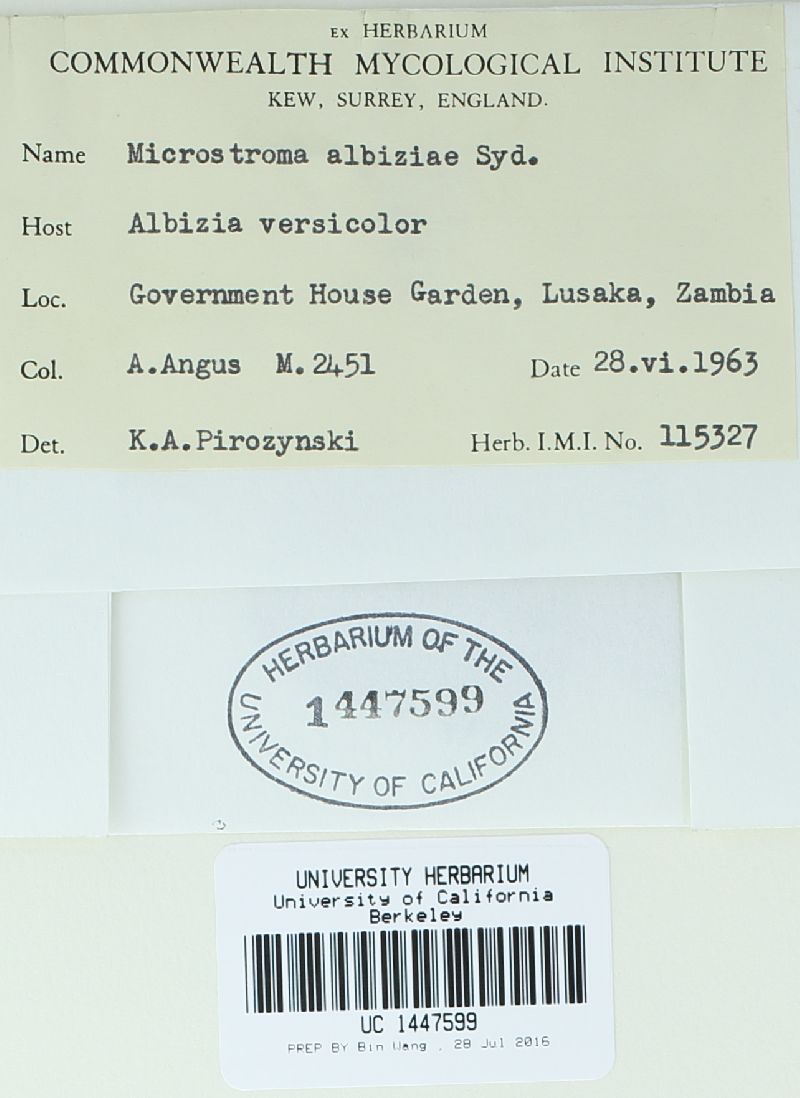 EX HERBARIUM
COMMONWEALTH MYCOLOGICAL INSTITUTE
KEW, SURREY, ENGLAND.
Name Microstroma albiziae Syd.
Host Albizia versicolor
Loc. Government House Garden, Lusaka, Zambia
Col. A.Angus M.2451 Date 28.vi.1963
Det. K.A.Pirozynski Herb. I.M.I. No. 115327
HERBARIUM OF THE
1447599
UNIVERSITY OF CALIFORNIA
UNIVERSITY HERBARIUM
University of California
Berkeley
UC 1447599
PREP BY Bin Wang , 28 Jul 2016